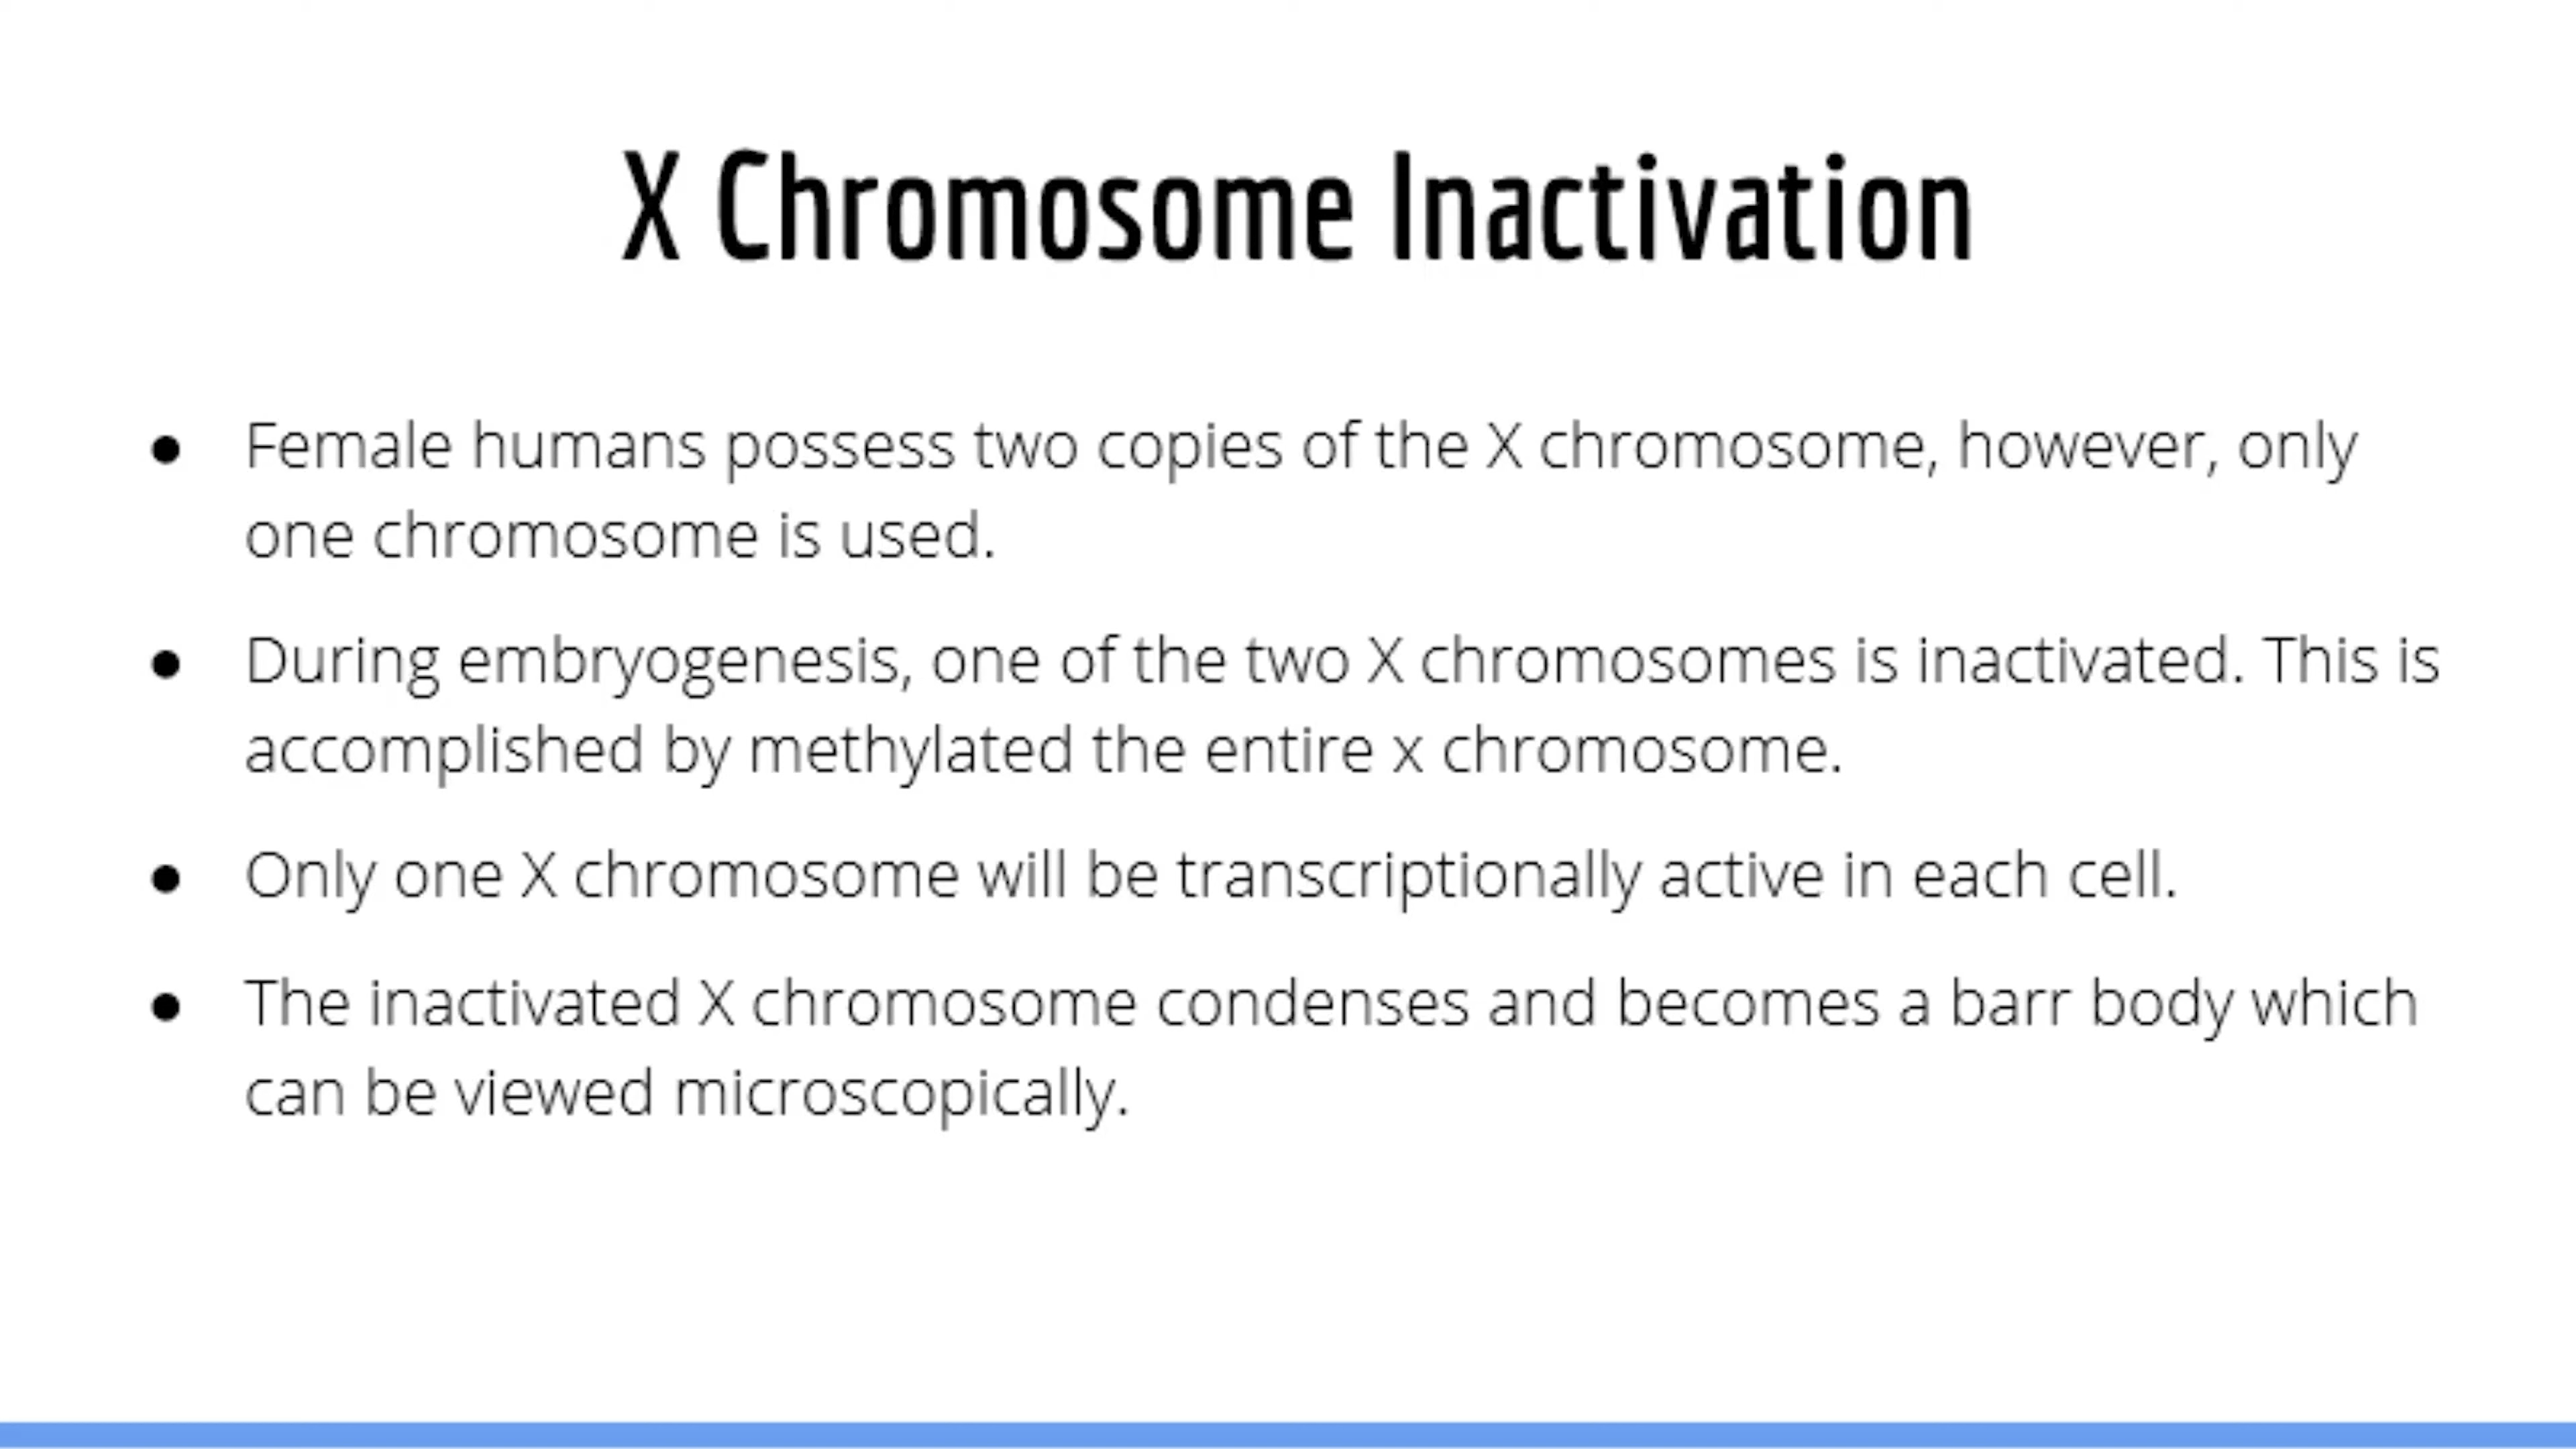 X Chromosome Inactivation
● Female humans possess two copies of the X chromosome, however, only
one chromosome is used.
● During embryogenesis, one of the two X chromosomes is inactivated. This is
accomplished by methylated the entire x chromosome.
● Only one X chromosome will be transcriptionally active in each cell.
● The inactivated X chromosome condenses and becomes a barr body which
can be viewed microscopically.